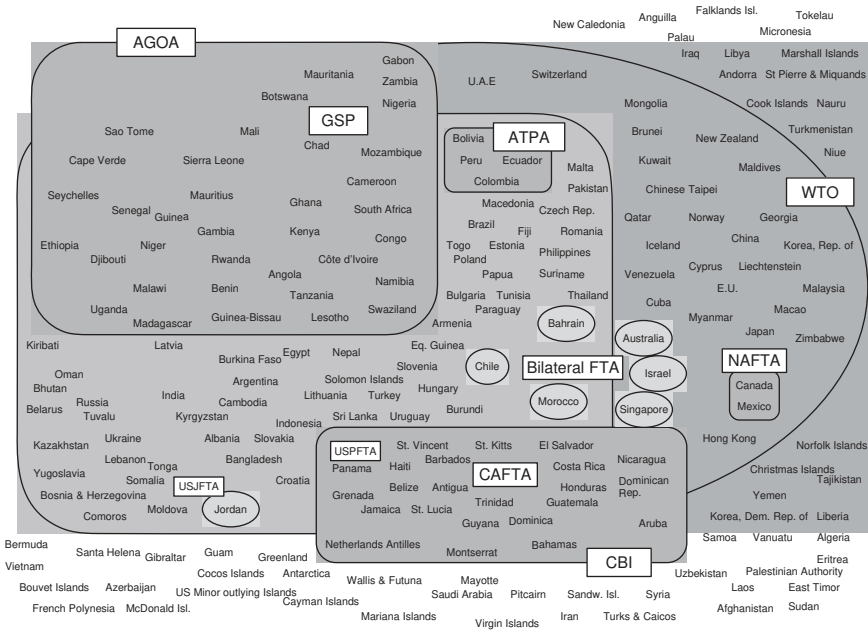 Falklands Isl.
Tokelau
Anguilla
New Caledonia
Micronesia
Palau
AGOA
Iraq
Libya
Marshall Islands
Gabon
Mauritania
Zambia
U.A.E
Switzerland
Andorra
St Pierre & Miquands
Botswana
Nigeria
Mongolia
Cook Islands
Nauru
GSP
Sao Tome
Mali
Bolivia
ATPA
Brunei
New Zealand
Turkmenistan
Chad
Mozambique
Niue
Cape Verde
Sierra Leone
Peru
Ecuador
Malta
Kuwait
Maldives
Cameroon
Colombia
Pakistan
Chinese Taipei
WTO
Seychelles
Mauritius
Ghana
Macedonia
Senegal
Guinea
South Africa
Czech Rep.
Qatar
Norway
Georgia
Gambia
Kenya
Brazil
Fiji
Romania
Congo
China
Ethiopia
Niger
Togo
Estonia
Iceland
Korea, Rep. of
Djibouti
Rwanda
Côte d’Ivoire
Poland
Philippines
Angola
Papua
Suriname
Venezuela
Cyprus
Liechtenstein
Malawi
Benin
Namibia
E.U.
Malaysia
Tanzania
Bulgaria
Tunisia
Thailand
Cuba
Uganda
Swaziland
Paraguay
Macao
Madagascar
Guinea-Bissau
Lesotho
Armenia
Bahrain
Myanmar
Japan
Zimbabwe
Kiribati
Latvia
Egypt
Nepal
Eq. Guinea
Australia
Burkina Faso
Slovenia
Chile
Bilateral FTA
NAFTA
Oman
Argentina
Solomon Islands
Israel
Bhutan
Hungary
Canada
India
Lithuania
Turkey
Russia
Cambodia
Morocco
Belarus
Burundi
Singapore
Mexico
Tuvalu
Kyrgyzstan
Sri Lanka
Uruguay
Indonesia
Ukraine
Albania
Slovakia
Hong Kong
Kazakhstan
USPFTA
St. Vincent
St. Kitts
El Salvador
Norfolk Islands
Lebanon
Tonga
Bangladesh
Panama
Haiti
Barbados
CAFTA
Costa Rica
Nicaragua
Christmas Islands
Yugoslavia
Somalia
Croatia
Tajikistan
USJFTA
Belize
Antigua
Honduras
Dominican
Rep.
Bosnia & Herzegovina
Grenada
Trinidad
Guatemala
Yemen
Comoros
Moldova
Jordan
Jamaica
St. Lucia
Korea, Dem. Rep. of
Liberia
Guyana
Dominica
Aruba
Bermuda
Netherlands Antilles
Bahamas
Samoa
Vanuatu
Algeria
Santa Helena
Gibraltar
Guam
Greenland
Montserrat
CBI
Eritrea
Vietnam
Cocos Islands
Antarctica
Uzbekistan
Palestinian Authority
Bouvet Islands
Azerbaijan
US Minor outlying Islands
Wallis & Futuna
Mayotte
Laos
East Timor
Cayman Islands
Saudi Arabia
Pitcairn
Sandw. Isl.
Syria
French Polynesia
McDonald Isl.
Mariana Islands
Virgin Islands
Iran
Turks & Caicos
Afghanistan
Sudan